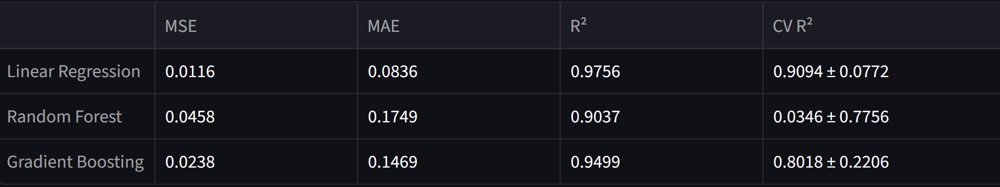 MSE MAE R² CV R²
Linear Regression 0.0116 0.0836 0.9756 0.9094 ± 0.0772
Random Forest 0.0458 0.1749 0.9037 0.0346 ± 0.7756
Gradient Boosting 0.0238 0.1469 0.9499 0.8018 ± 0.2206